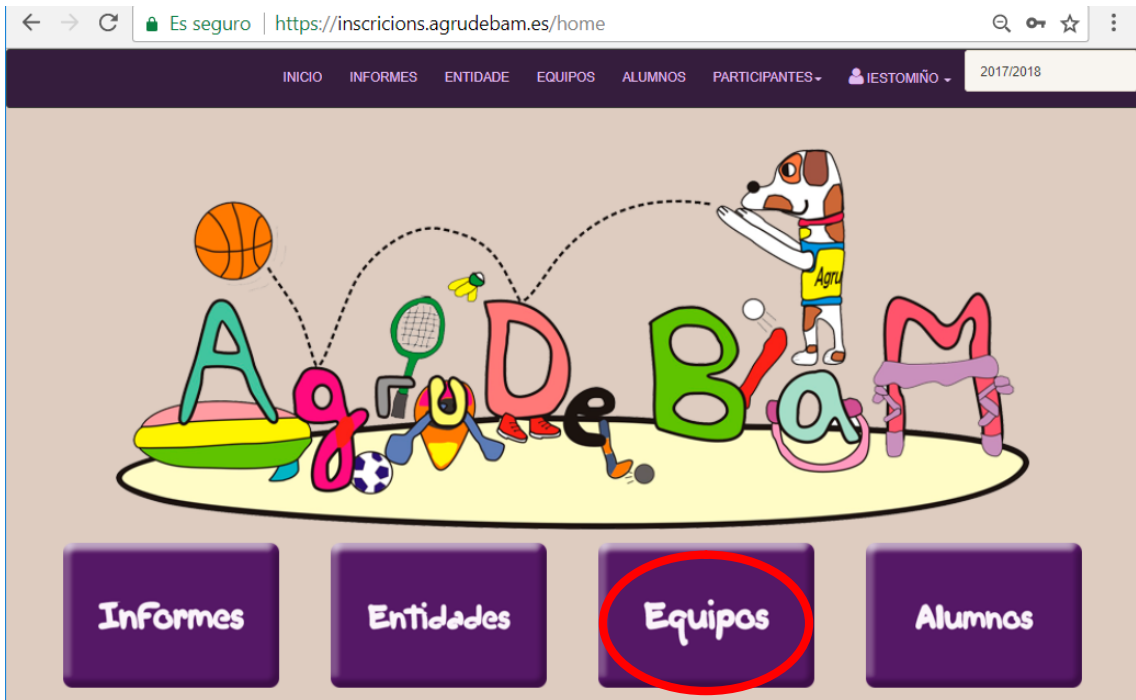 Es seguro | https://inscricions.agrudebam.es/home
INICIO INFORMES ENTIDADE EQUIPOS ALUMNOS PARTICIPANTES IESTOMIÑO 2017/2018
Agru
AgruDeBaM
Informes Entidades Equipos Alumnos